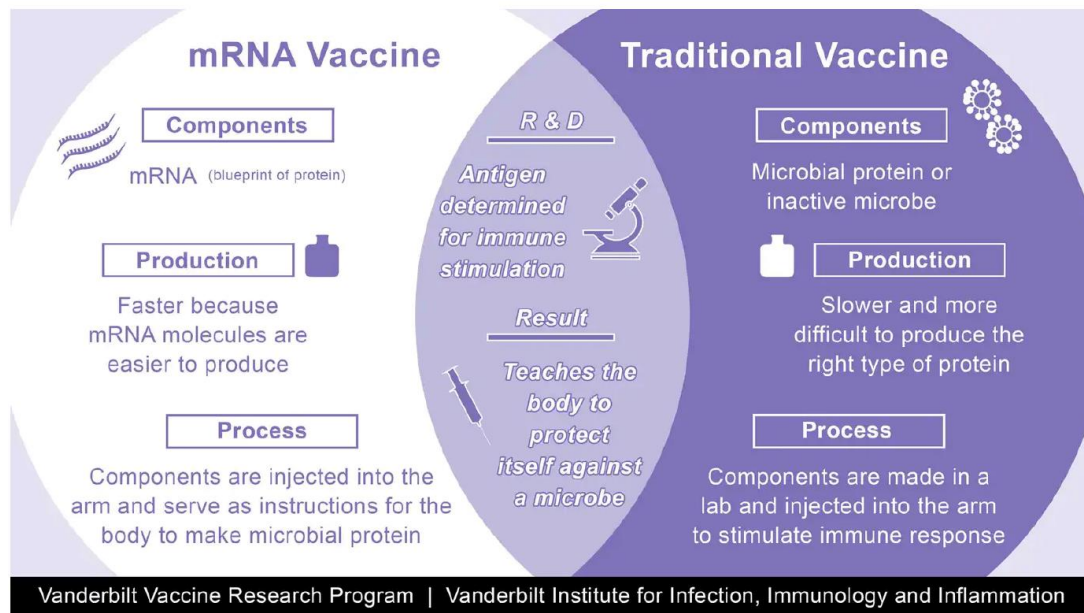 mRNA Vaccine
Components
mRNA (blueprint of protein)
Production
Faster because
mRNA molecules are
easier to produce
Process
Components are injected into the
arm and serve as instructions for the
body to make microbial protein
R & D
Antigen
determined
for immune
stimulation
Result
Teaches the
body to
protect
itself against
a microbe
Traditional Vaccine
Components
Microbial protein or
inactive microbe
Production
Slower and more
difficult to produce the
right type of protein
Process
Components are made in a
lab and injected into the arm
to stimulate immune response
Vanderbilt Vaccine Research Program | Vanderbilt Institute for Infection, Immunology and Inflammation